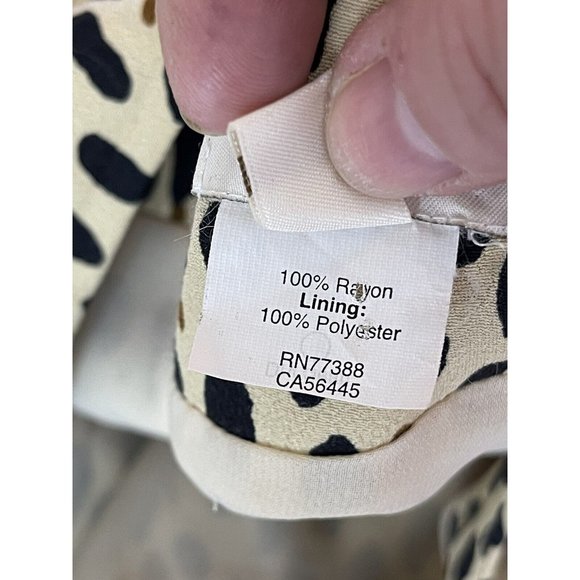 100% Rayon
Lining:
100% Polyester
RN77388
CA56445